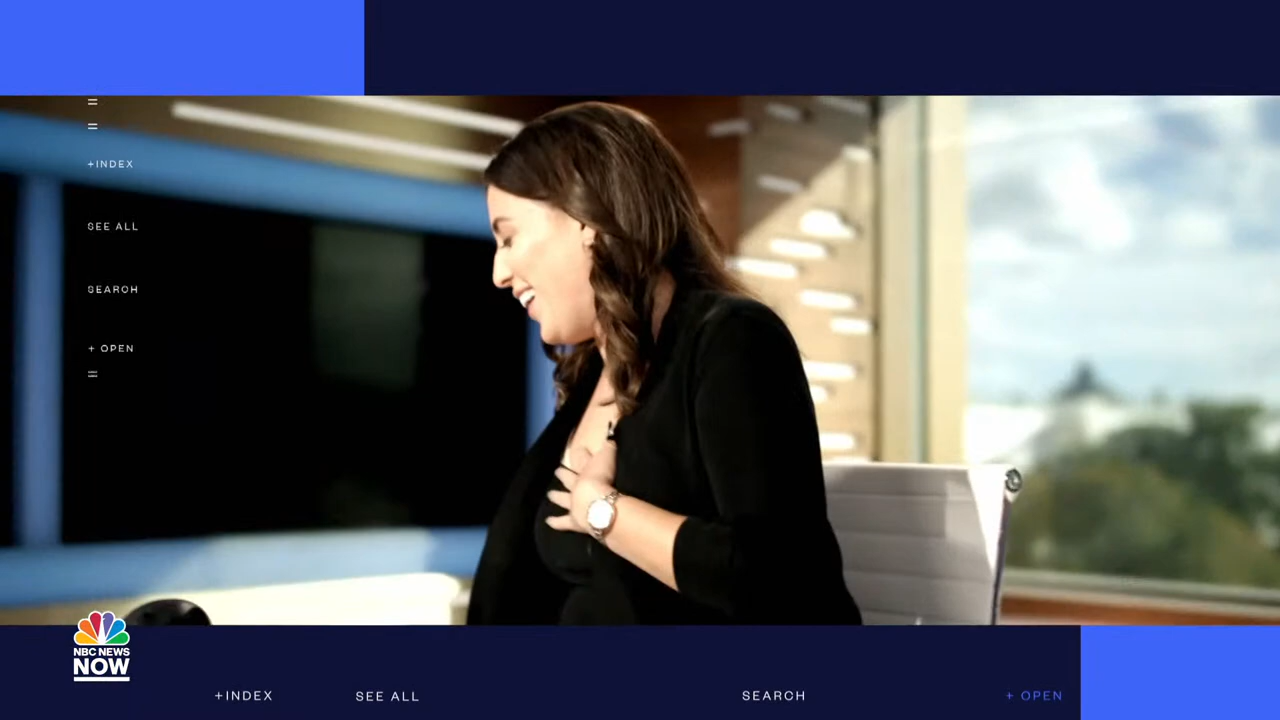 +INDEX
SEE ALL
SEARCH
+ OPEN
NBC NEWS
NOW
+INDEX
SEE ALL
SEARCH
+ OPEN